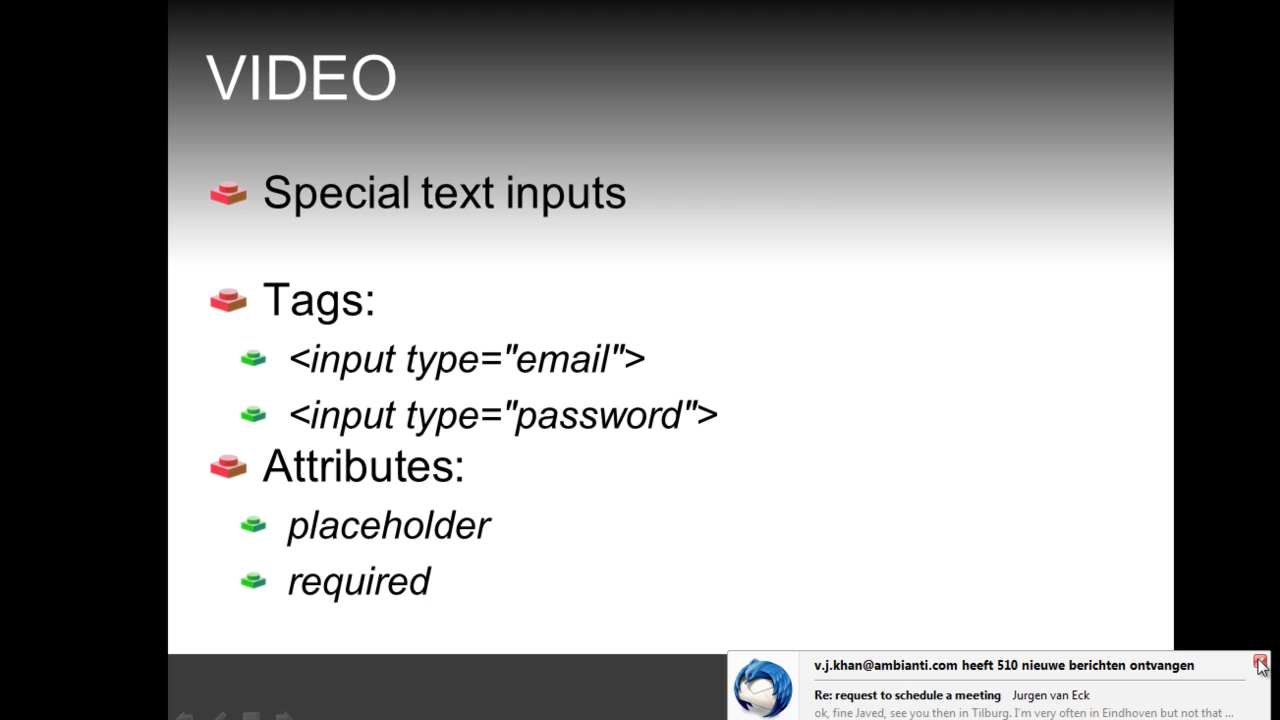 VIDEO
Special text inputs
Tags:
<input type="email">
<input type="password">
Attributes:
placeholder
required
v.j.khan@ambianti.com heeft 510 nieuwe berichten ontvangen
Re: request to schedule a meeting Jurgen van Eck
ok, fine Javed, see you then in Tilburg. I'm very often in Eindhoven but not that ...